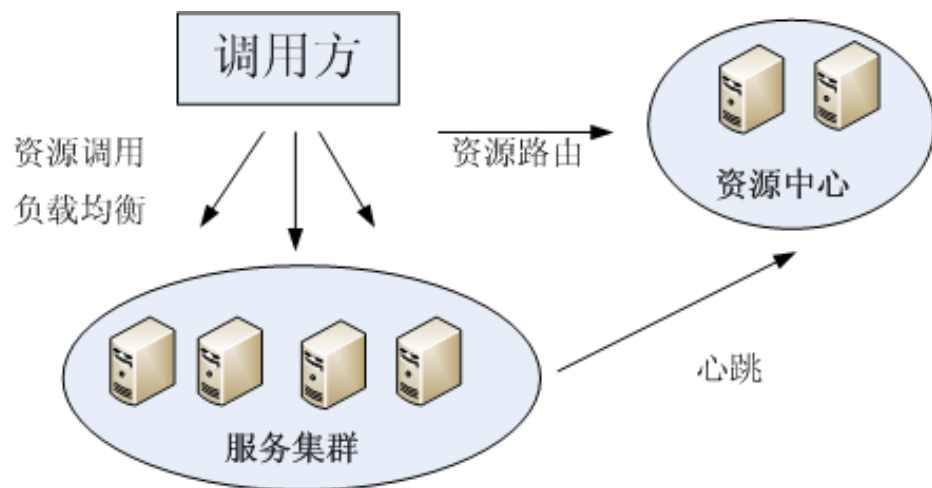 调用方
资源调用
负载均衡
资源路由
资源中心
心跳
服务集群